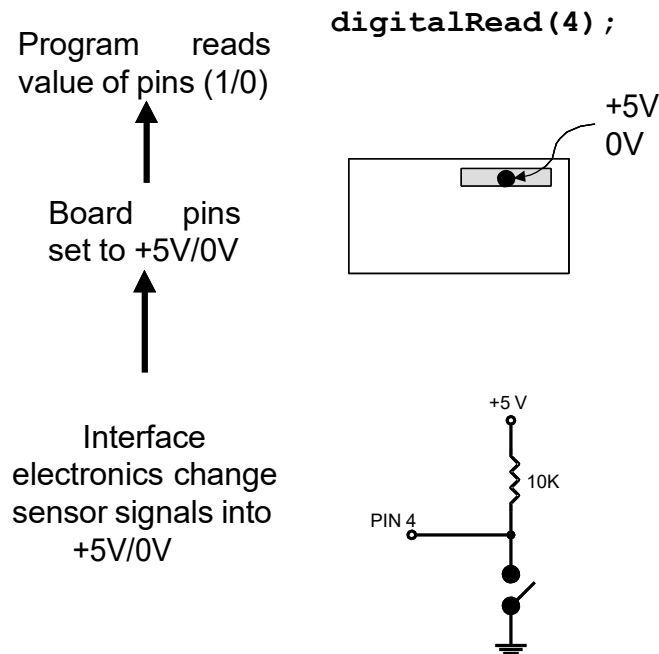 digitalRead(4);
Program reads
value of pins (1/0)
+5V
0V
Board pins
set to +5V/0V
+5 V
10K
Interface
electronics change
sensor signals into
+5V/0V
PIN 4